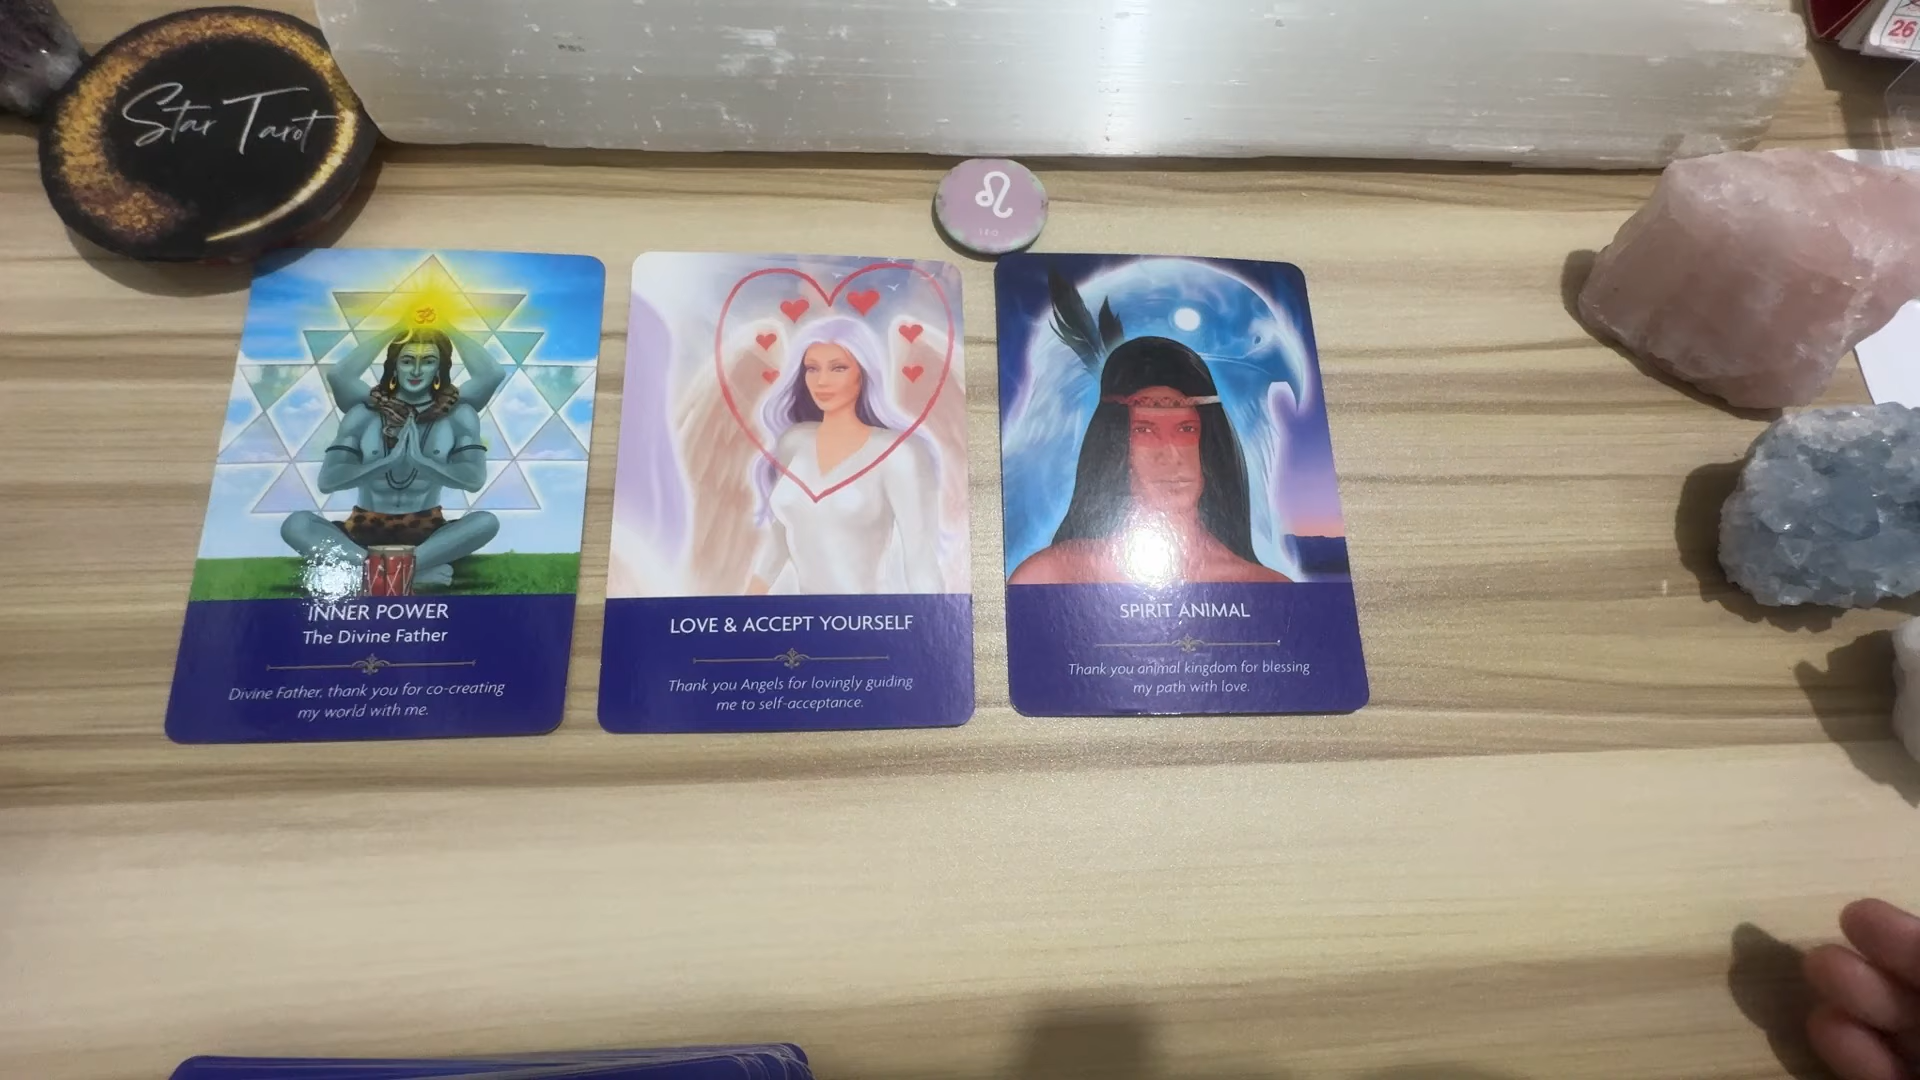 Star Tarot
26
LEO
ॐ
INNER POWER
The Divine Father
Divine Father, thank you for co-creating
my world with me.
LOVE & ACCEPT YOURSELF
Thank you Angels for lovingly guiding
me to self-acceptance.
SPIRIT ANIMAL
Thank you animal kingdom for blessing
my path with love.